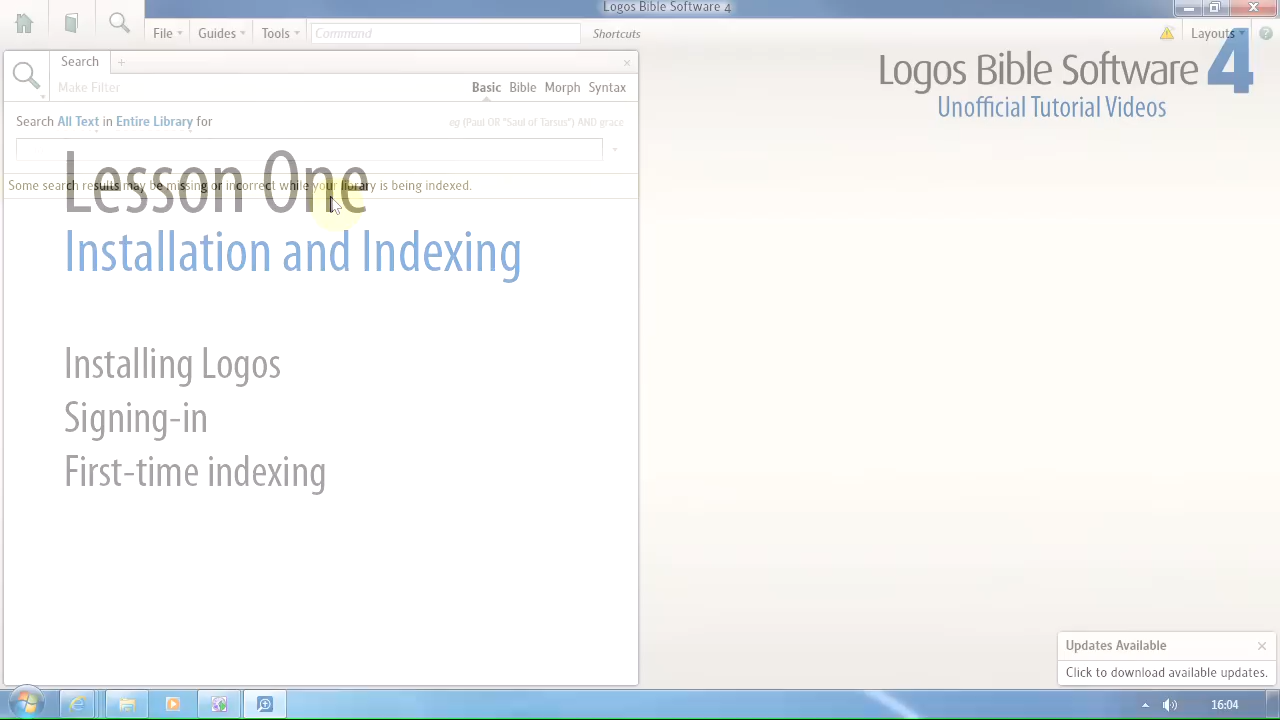 Logos Bible Software 4
File Guides Tools Command Shortcuts Layouts
Search
Make Filter Basic Bible Morph Syntax
Logos Bible Software 4
Unofficial Tutorial Videos
Search All Text in Entire Library for eg (Paul OR "Saul of Tarsus") AND grace
Lesson One
Some search results may be missing or incorrect while your library is being indexed.
Installation and Indexing
Installing Logos
Signing-in
First-time indexing
Updates Available
Click to download available updates.
16:04